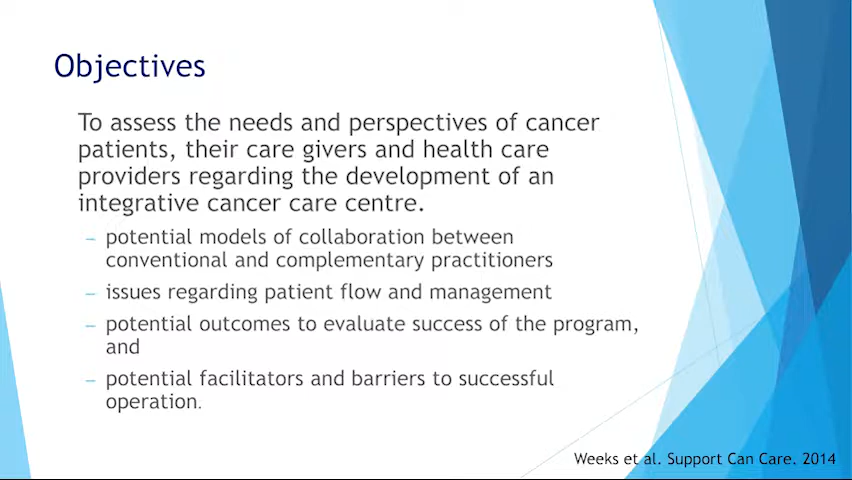 Objectives
To assess the needs and perspectives of cancer
patients, their care givers and health care
providers regarding the development of an
integrative cancer care centre.
– potential models of collaboration between
conventional and complementary practitioners
– issues regarding patient flow and management
– potential outcomes to evaluate success of the program,
and
– potential facilitators and barriers to successful
operation.
Weeks et al. Support Can Care. 2014